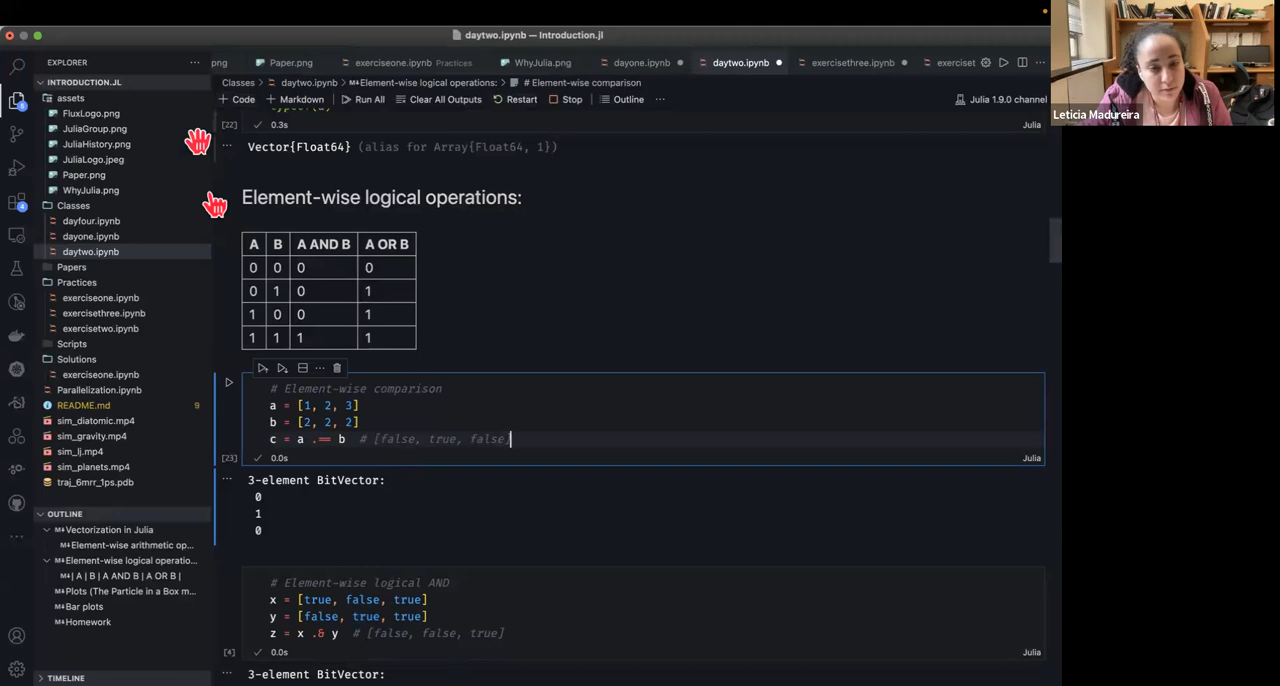 daytwo.ipynb — Introduction.jl
Leticia Madureira
EXPLORER
png
Paper.png
exerciseone.ipynb Practices
WhyJulia.png
dayone.ipynb
daytwo.ipynb
exercisethree.ipynb
exerciset
INTRODUCTION.JL
Classes > daytwo.ipynb > M↓Element-wise logical operations: > # Element-wise comparison
+ Code
+ Markdown
Run All
Clear All Outputs
Restart
Stop
Outline
Julia 1.9.0 channel
assets
FluxLogo.png
JuliaGroup.png
JuliaHistory.png
JuliaLogo.jpeg
Paper.png
WhyJulia.png
Classes
dayfour.ipynb
dayone.ipynb
daytwo.ipynb
Papers
Practices
exerciseone.ipynb
exercisethree.ipynb
exercisetwo.ipynb
Scripts
Solutions
exerciseone.ipynb
Parallelization.ipynb
README.md 9
sim_diatomic.mp4
sim_gravity.mp4
sim_lj.mp4
sim_planets.mp4
traj_6mrr_1ps.pdb
OUTLINE
M↓Vectorization in Julia
M↓Element-wise arithmetic op...
M↓Element-wise logical operatio...
M↓| A | B | A AND B | A OR B |
M↓Plots (The Particle in a Box m...
M↓Bar plots
M↓Homework
TIMELINE
5
4
[22] 0.3s Julia
Vector{Float64} (alias for Array{Float64, 1})
Element-wise logical operations:
A B A AND B A OR B
0 0 0 0
0 1 0 1
1 0 0 1
1 1 1 1
# Element-wise comparison
a = [1, 2, 3]
b = [2, 2, 2]
c = a .== b # [false, true, false]
[23] 0.0s Julia
3-element BitVector:
0
1
0
# Element-wise logical AND
x = [true, false, true]
y = [false, true, true]
z = x .& y # [false, false, true]
[4] 0.0s Julia
3-element BitVector: